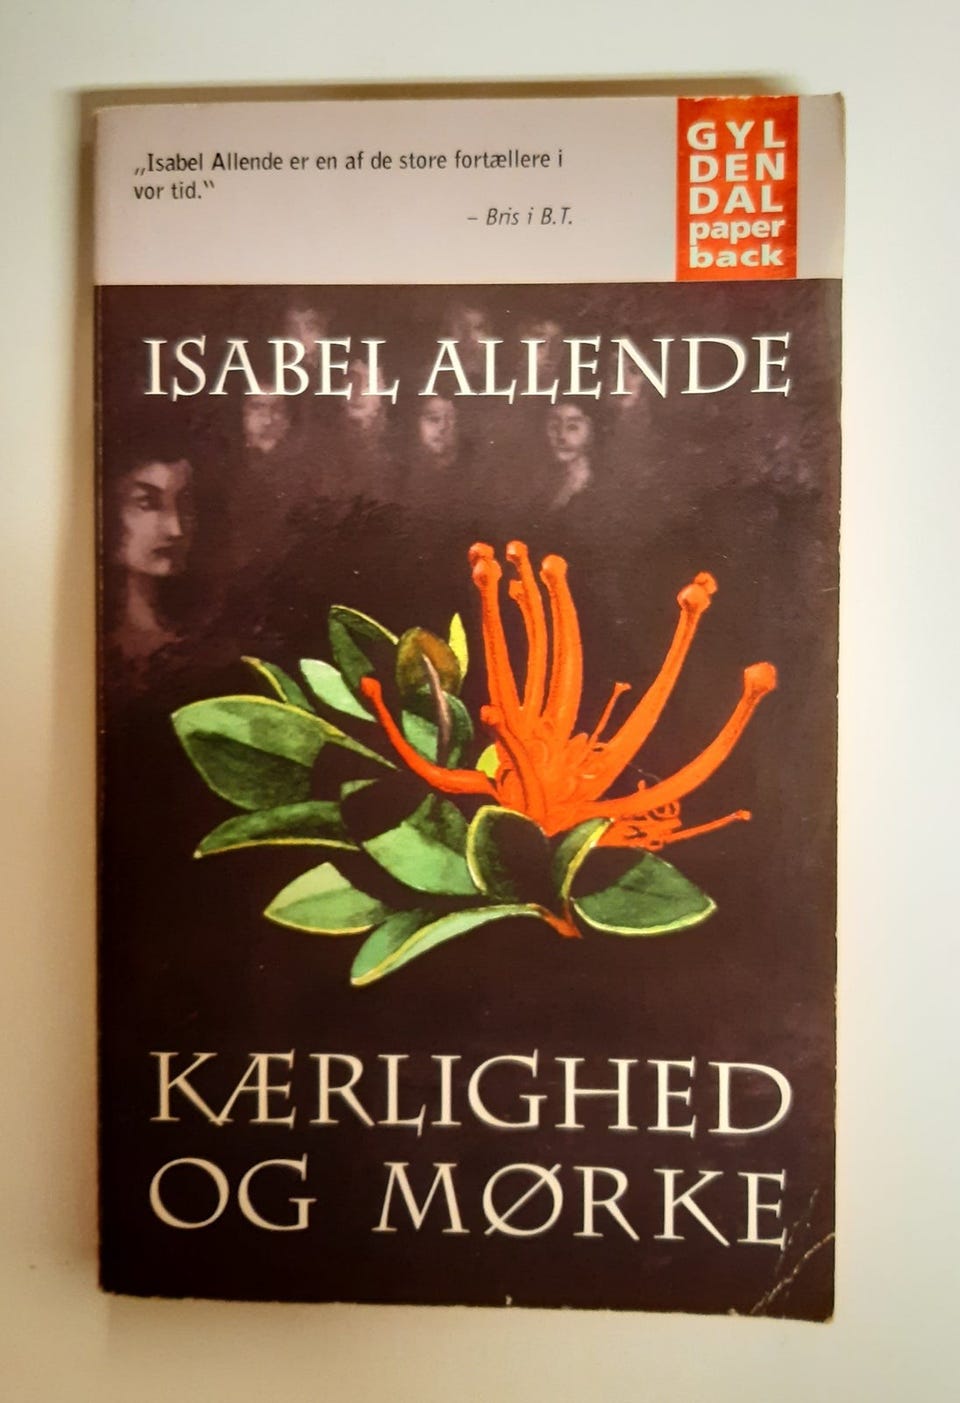 „Isabel Allende er en af de store fortællere i
vor tid.“
– Bris i B.T.
GYL
DEN
DAL
paper
back
ISABEL ALLENDE
KÆRLIGHED
OG MØRKE